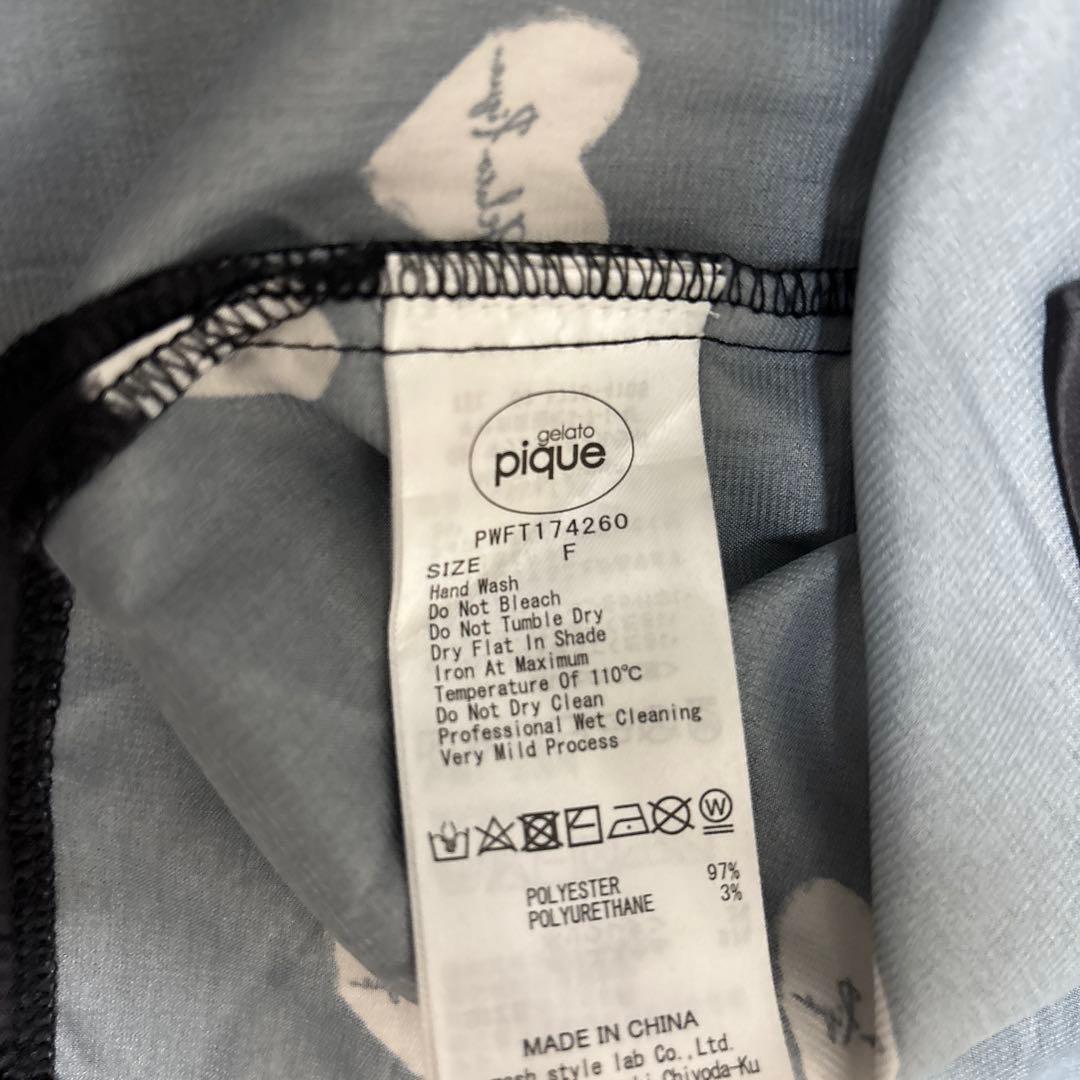 gelato
pique
PWFT174260
SIZE F
Hand Wash
Do Not Bleach
Do Not Tumble Dry
Dry Flat In Shade
Iron At Maximum
Temperature Of 110℃
Do Not Dry Clean
Professional Wet Cleaning
Very Mild Process
W
POLYESTER 97%
POLYURETHANE 3%
MADE IN CHINA
style lab Co.,Ltd.
Chiyoda-Ku